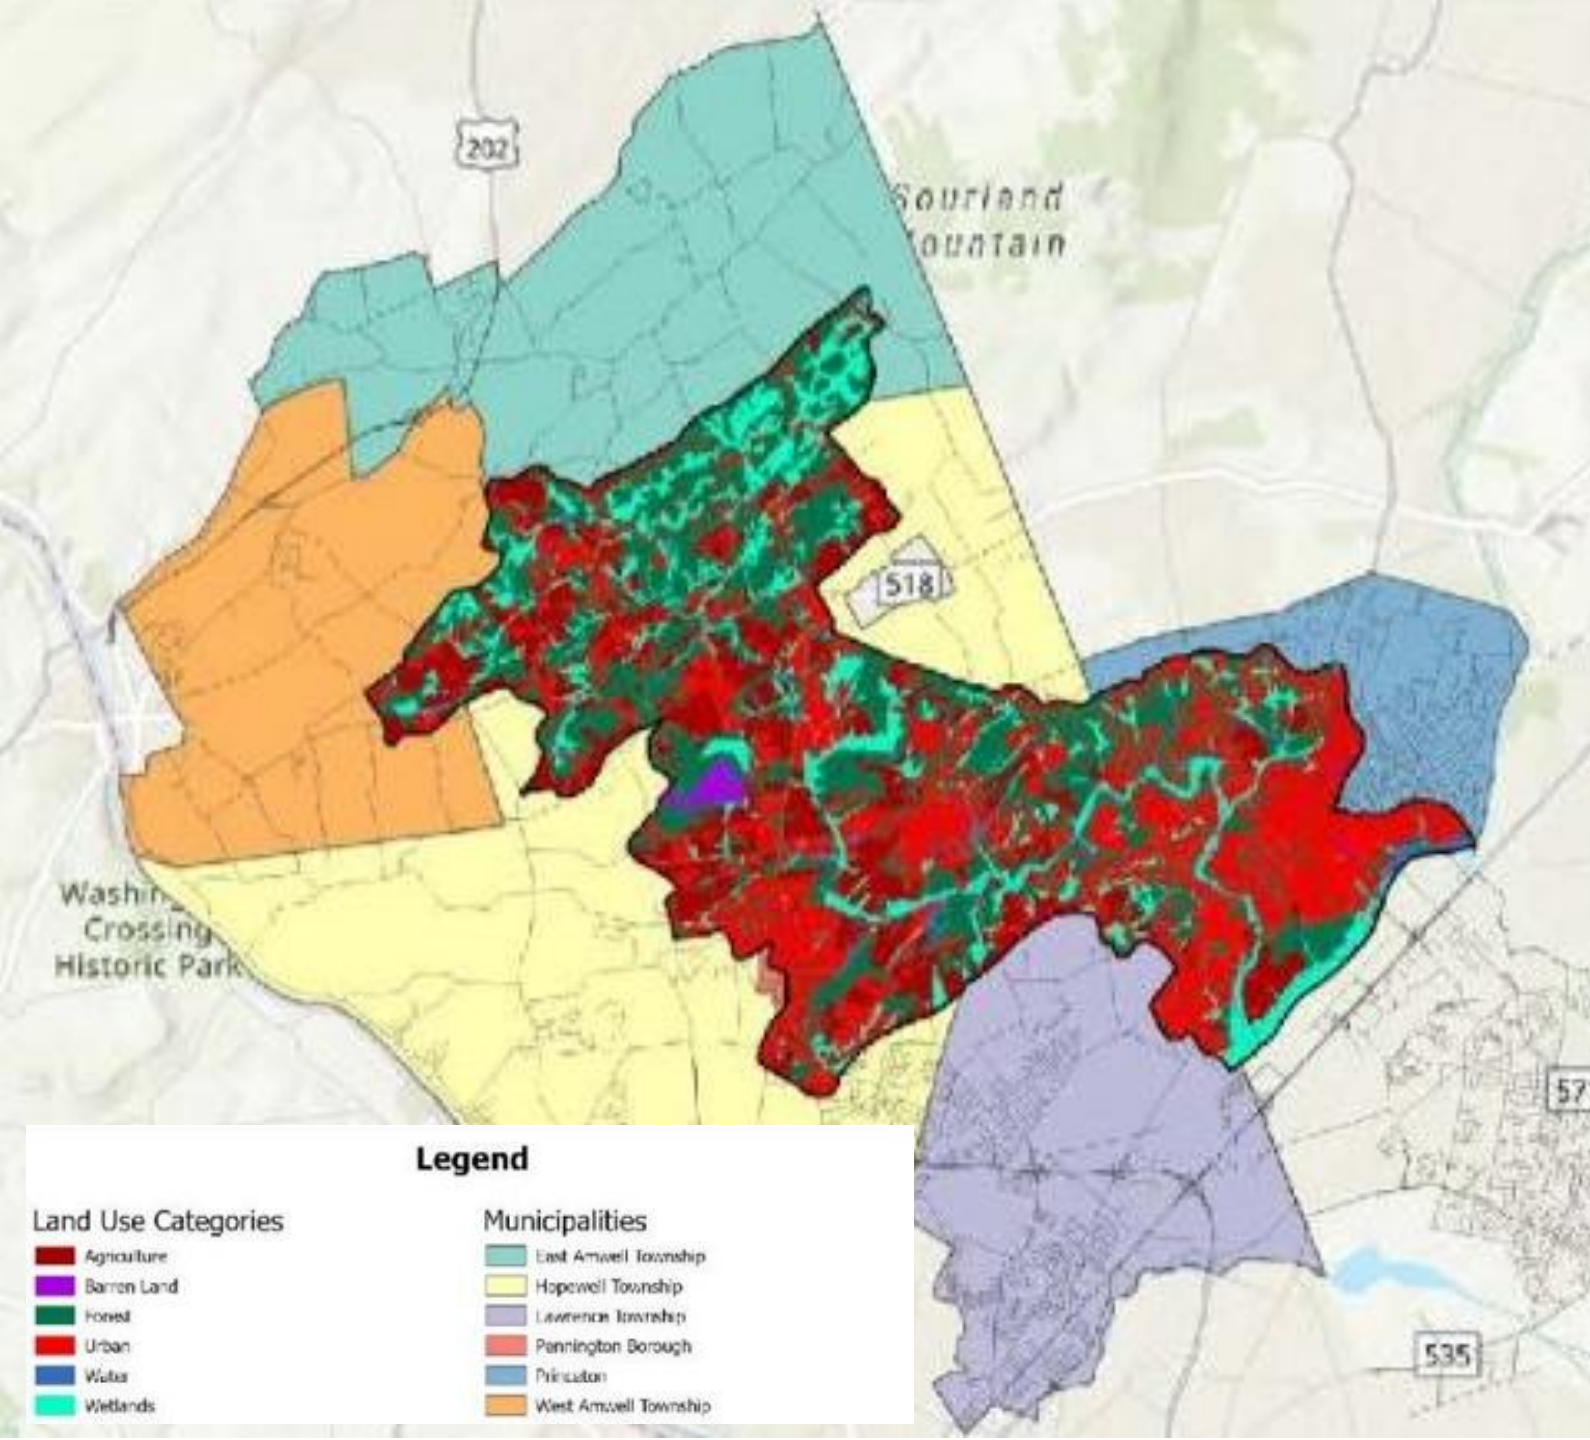 202
Sourland
Mountain
518
Washing
Crossing
Historic Park
57
535
Legend
Land Use Categories
Agriculture
Barren Land
Forest
Urban
Water
Wetlands
Municipalities
East Amwell Township
Hopewell Township
Lawrence Township
Pennington Borough
Princeton
West Amwell Township